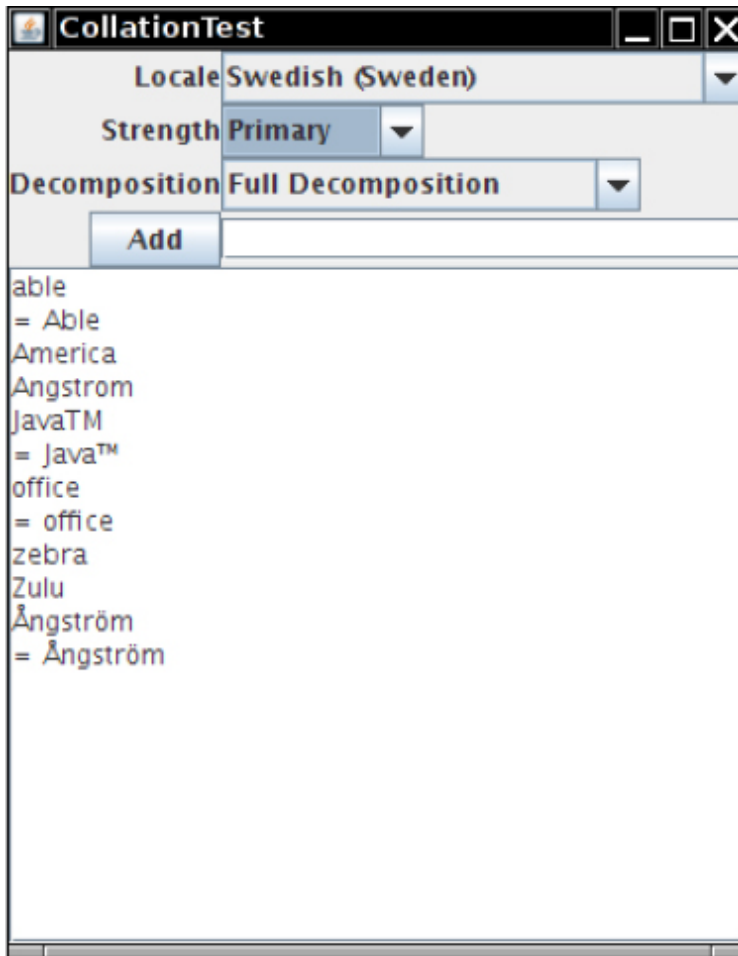 CollationTest
Locale Swedish (Sweden)
Strength Primary
Decomposition Full Decomposition
Add
able
= Able
America
Angstrom
JavaTM
= Java™
office
= office
zebra
Zulu
Ångström
= Ångström